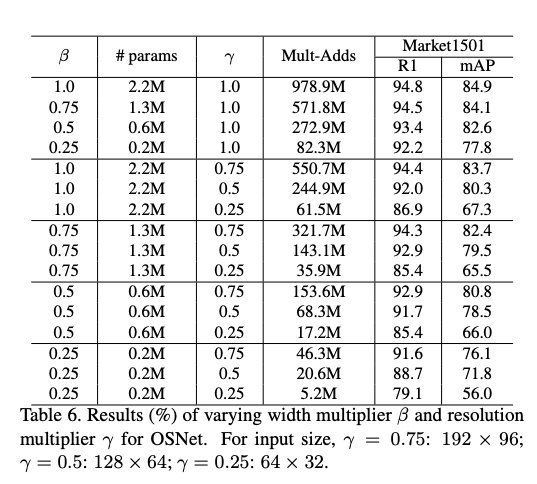 β # params γ Mult-Adds Market1501
R1 mAP
1.0 2.2M 1.0 978.9M 94.8 84.9
0.75 1.3M 1.0 571.8M 94.5 84.1
0.5 0.6M 1.0 272.9M 93.4 82.6
0.25 0.2M 1.0 82.3M 92.2 77.8
1.0 2.2M 0.75 550.7M 94.4 83.7
1.0 2.2M 0.5 244.9M 92.0 80.3
1.0 2.2M 0.25 61.5M 86.9 67.3
0.75 1.3M 0.75 321.7M 94.3 82.4
0.75 1.3M 0.5 143.1M 92.9 79.5
0.75 1.3M 0.25 35.9M 85.4 65.5
0.5 0.6M 0.75 153.6M 92.9 80.8
0.5 0.6M 0.5 68.3M 91.7 78.5
0.5 0.6M 0.25 17.2M 85.4 66.0
0.25 0.2M 0.75 46.3M 91.6 76.1
0.25 0.2M 0.5 20.6M 88.7 71.8
0.25 0.2M 0.25 5.2M 79.1 56.0
Table 6. Results (%) of varying width multiplier β and resolution
multiplier γ for OSNet. For input size, γ = 0.75: 192 × 96;
γ = 0.5: 128 × 64; γ = 0.25: 64 × 32.